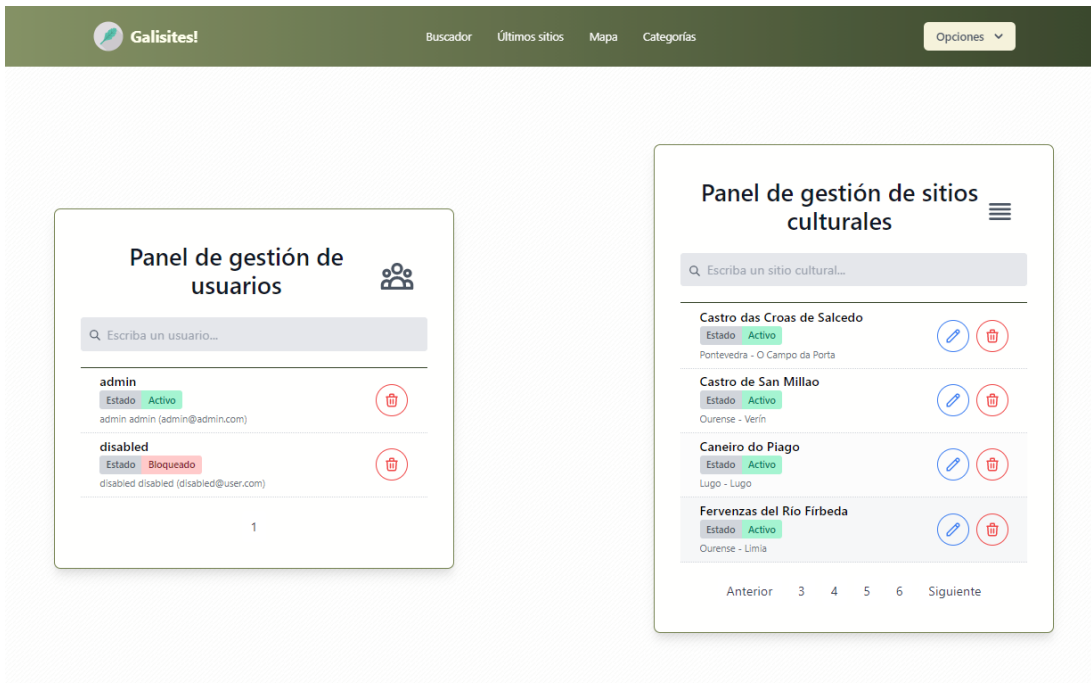 Galisites!
Buscador Últimos sitios Mapa Categorías
Opciones
Panel de gestión de
usuarios
Escriba un usuario...
admin
Estado Activo
admin admin (admin@admin.com)
disabled
Estado Bloqueado
disabled disabled (disabled@user.com)
1
Panel de gestión de sitios
culturales
Escriba un sitio cultural...
Castro das Croas de Salcedo
Estado Activo
Pontevedra - O Campo da Porta
Castro de San Millao
Estado Activo
Ourense - Verín
Caneiro do Piago
Estado Activo
Lugo - Lugo
Fervenzas del Río Fírbeda
Estado Activo
Ourense - Limia
Anterior 3 4 5 6 Siguiente